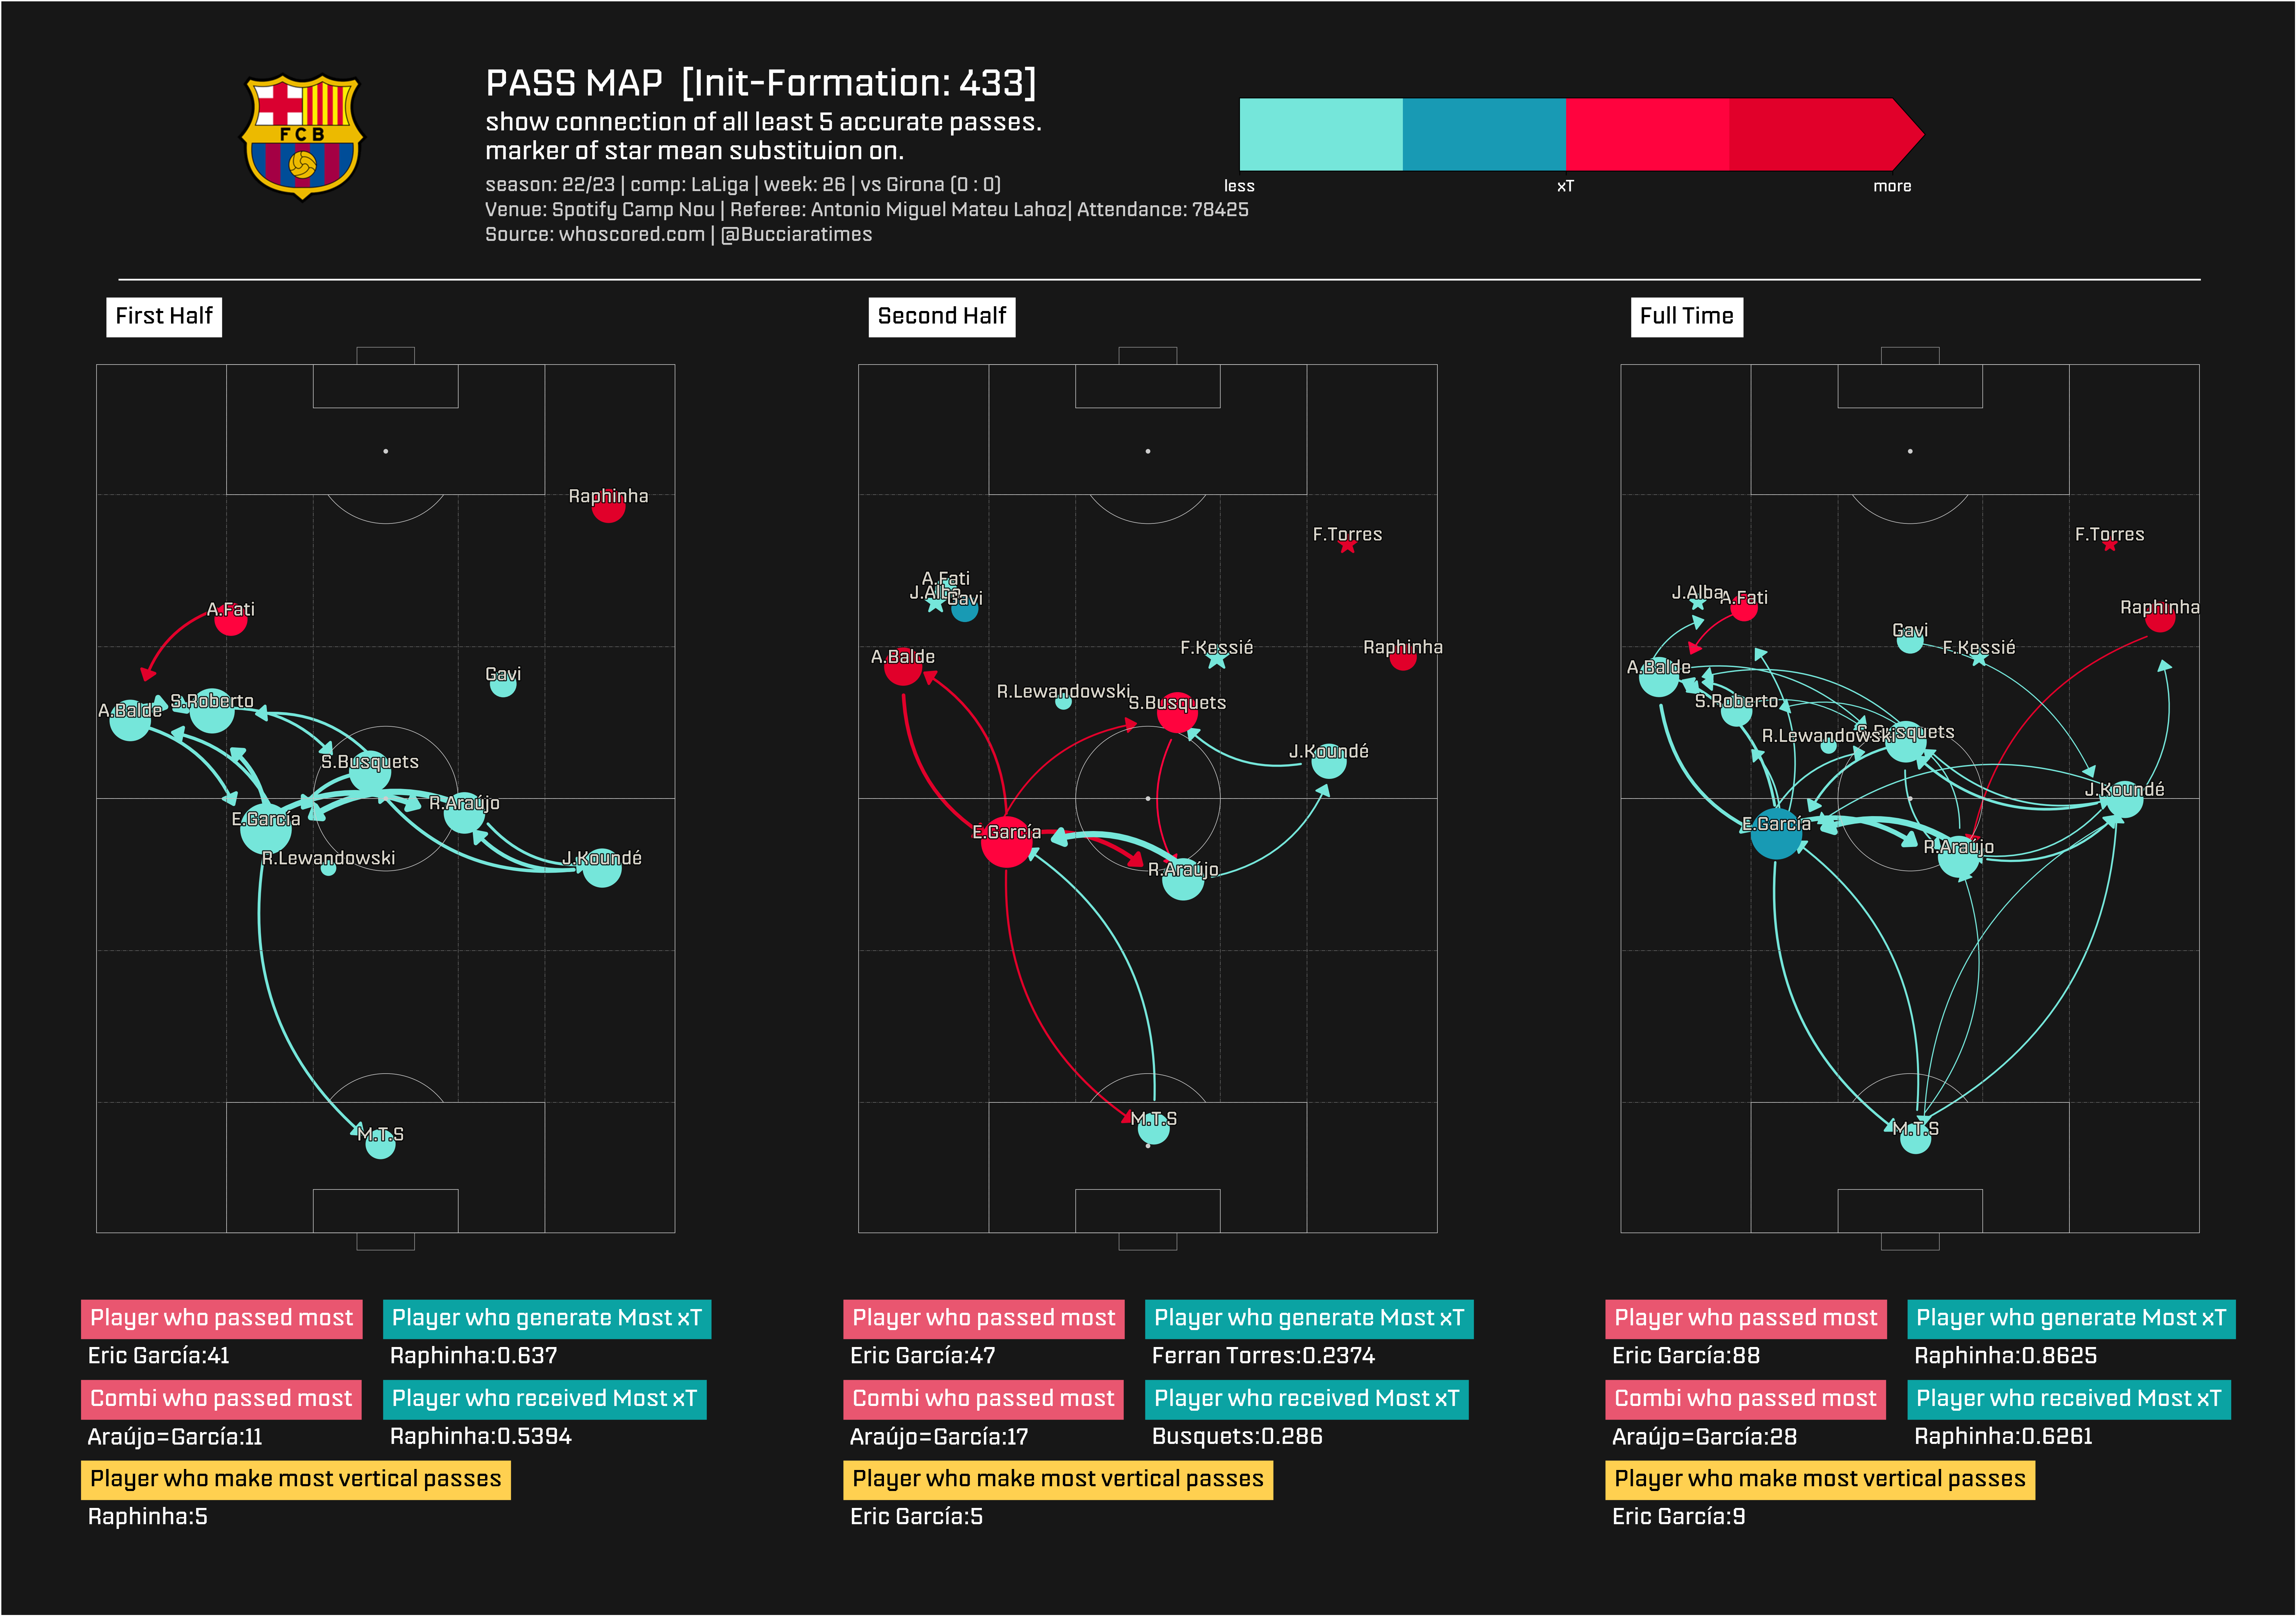 FCB
PASS MAP [Init-Formation: 433]
show connection of all least 5 accurate passes.
marker of star mean substituion on.
season: 22/23 | comp: LaLiga | week: 26 | vs Girona (0 : 0)
Venue: Spotify Camp Nou | Referee: Antonio Miguel Mateu Lahoz| Attendance: 78425
Source: whoscored.com | @Bucciaratimes
less
xT
more
First Half
Raphinha
A.Fati
Gavi
S.Roberto
A.Balde
S.Busquets
R.Araújo
E.García
R.Lewandowski
J.Koundé
M.T.S
Player who passed most
Player who generate Most xT
Eric García:41
Raphinha:0.637
Combi who passed most
Player who received Most xT
Araújo=García:11
Raphinha:0.5394
Player who make most vertical passes
Raphinha:5
Second Half
F.Torres
A.Fati
J.Alba
Gavi
F.Kessié
Raphinha
A.Balde
R.Lewandowski
S.Busquets
J.Koundé
E.García
R.Araújo
M.T.S
Player who passed most
Player who generate Most xT
Eric García:47
Ferran Torres:0.2374
Combi who passed most
Player who received Most xT
Araújo=García:17
Busquets:0.286
Player who make most vertical passes
Eric García:5
Full Time
F.Torres
J.Alba
A.Fati
Raphinha
Gavi
F.Kessié
A.Balde
S.Roberto
R.Lewandowski
S.Busquets
J.Koundé
E.García
R.Araújo
M.T.S
Player who passed most
Player who generate Most xT
Eric García:88
Raphinha:0.8625
Combi who passed most
Player who received Most xT
Araújo=García:28
Raphinha:0.6261
Player who make most vertical passes
Eric García:9